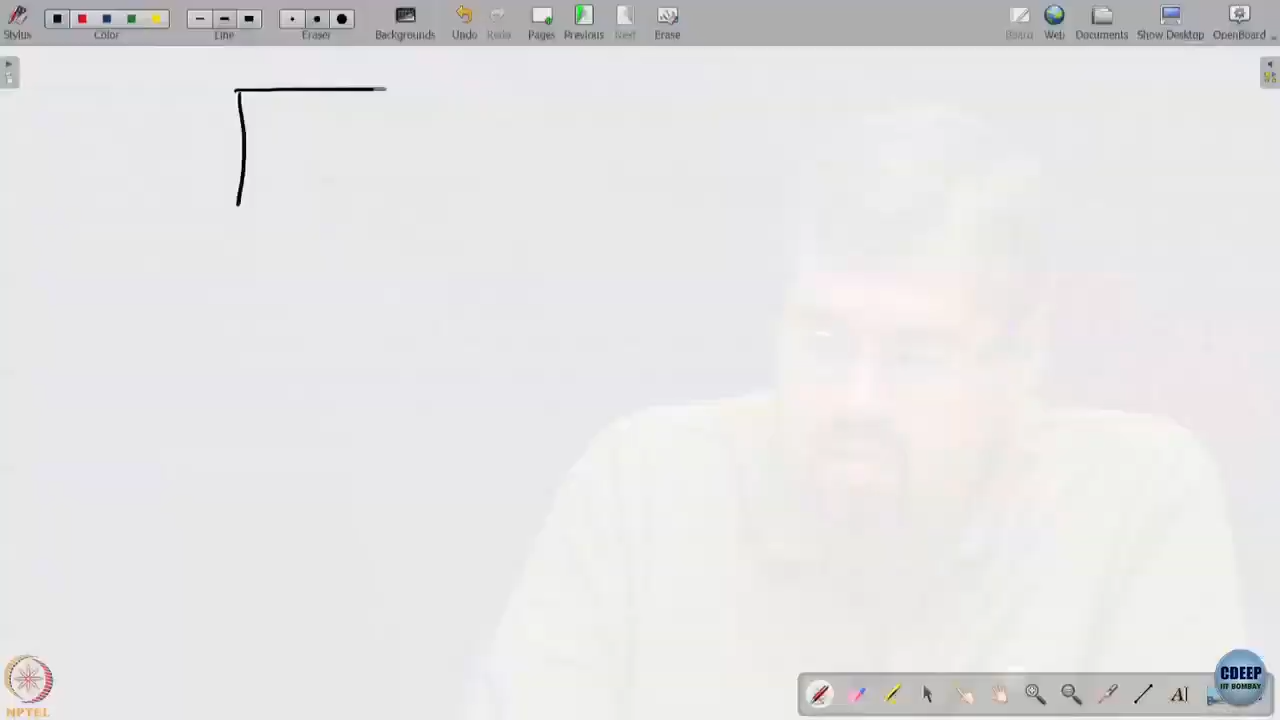 Stylus Color Line Eraser Backgrounds Undo Redo Pages Previous Next Erase Board Web Documents Show Desktop OpenBoard
CDEEP
IIT BOMBAY
NPTEL